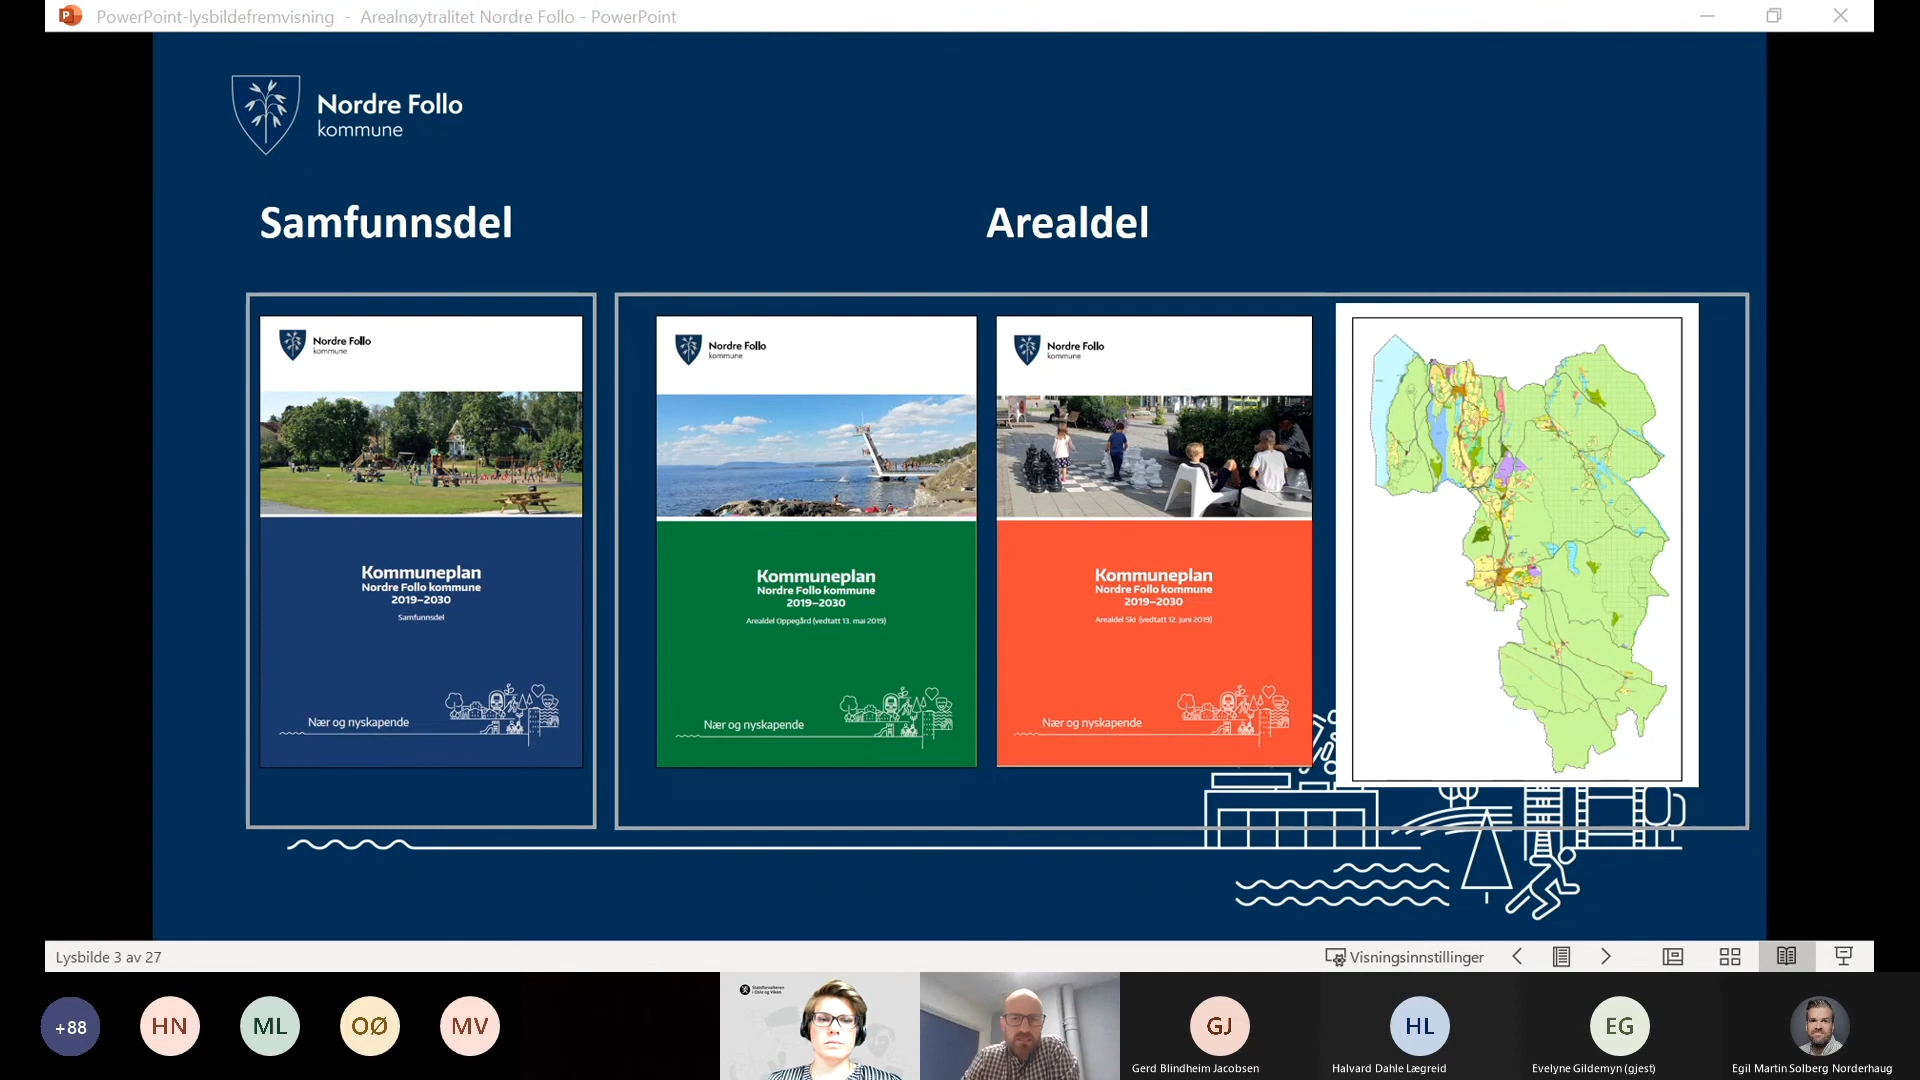 PowerPoint-lysbildefremvisning - Arealnøytralitet Nordre Follo - PowerPoint
Nordre Follo
kommune
Samfunnsdel
Arealdel
Nordre Follo
kommune
Kommuneplan
Nordre Follo kommune
2019–2030
Samfunnsdel
Nær og nyskapende
Nordre Follo
kommune
Kommuneplan
Nordre Follo kommune
2019–2030
Arealdel Oppegård (vedtatt 13. mai 2019)
Nær og nyskapende
Nordre Follo
kommune
Kommuneplan
Nordre Follo kommune
2019–2030
Arealdel Ski (vedtatt 12. juni 2019)
Nær og nyskapende
Lysbilde 3 av 27
Visningsinnstillinger
+88
HN
ML
OØ
MV
Statsforvalteren
i Oslo og Viken
GJ
Gerd Blindheim Jacobsen
HL
Halvard Dahle Lægreid
EG
Evelyne Gildemyn (gjest)
Egil Martin Solberg Norderhaug